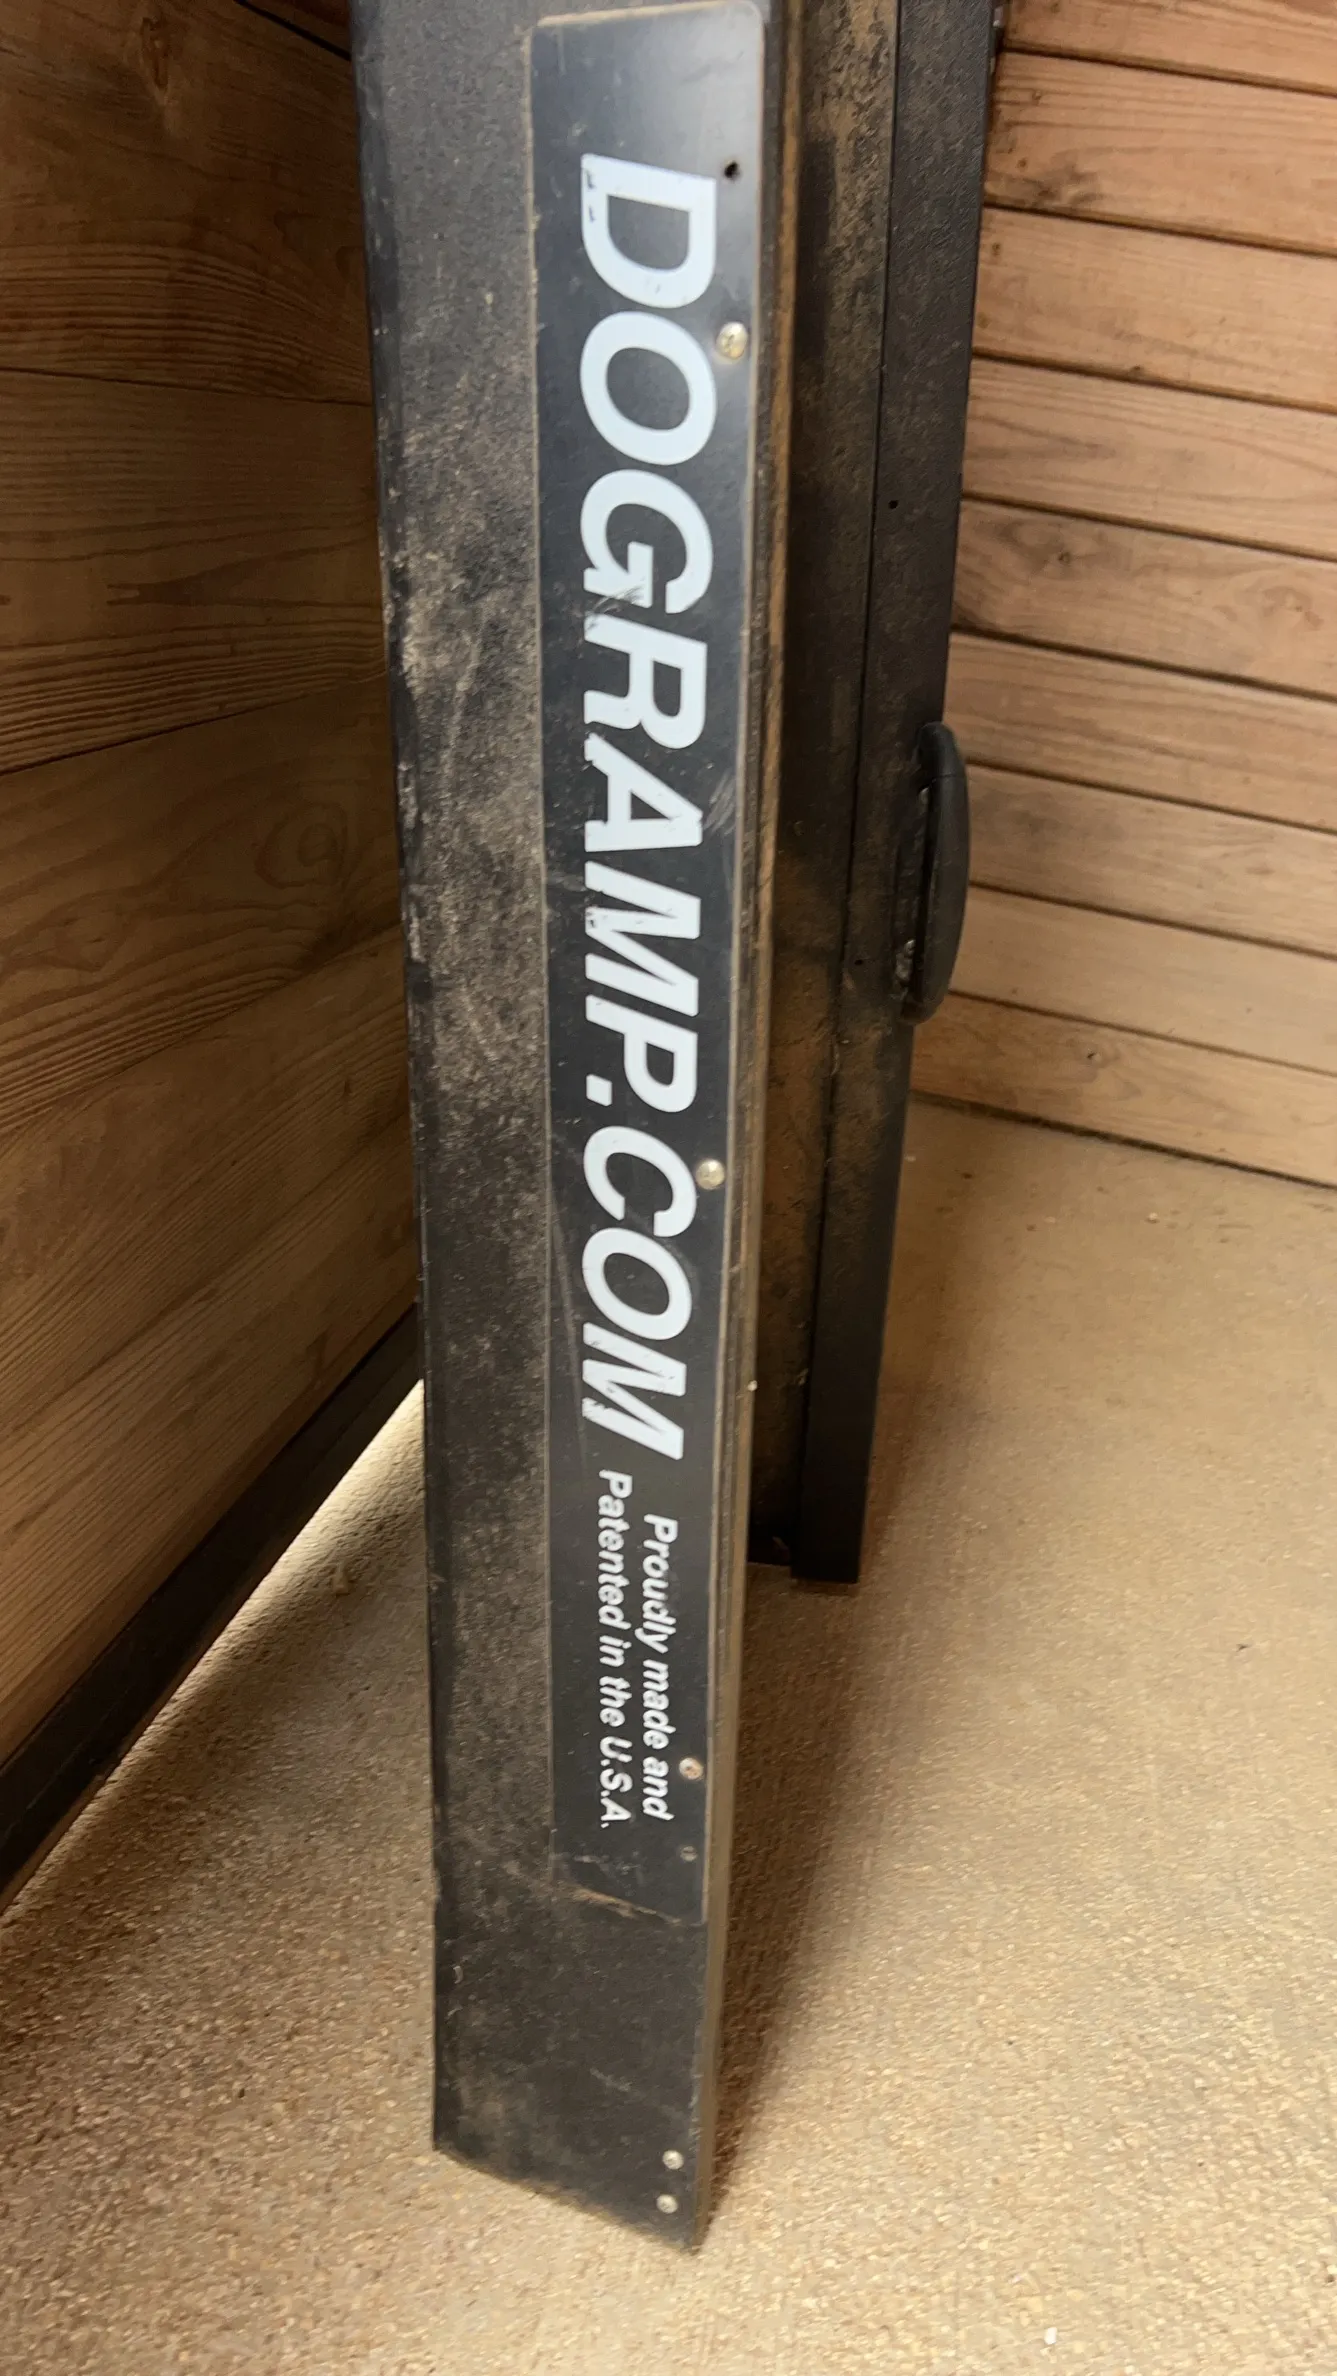 DOGRAMP.COM
Proudly made and
Patented in the U.S.A.